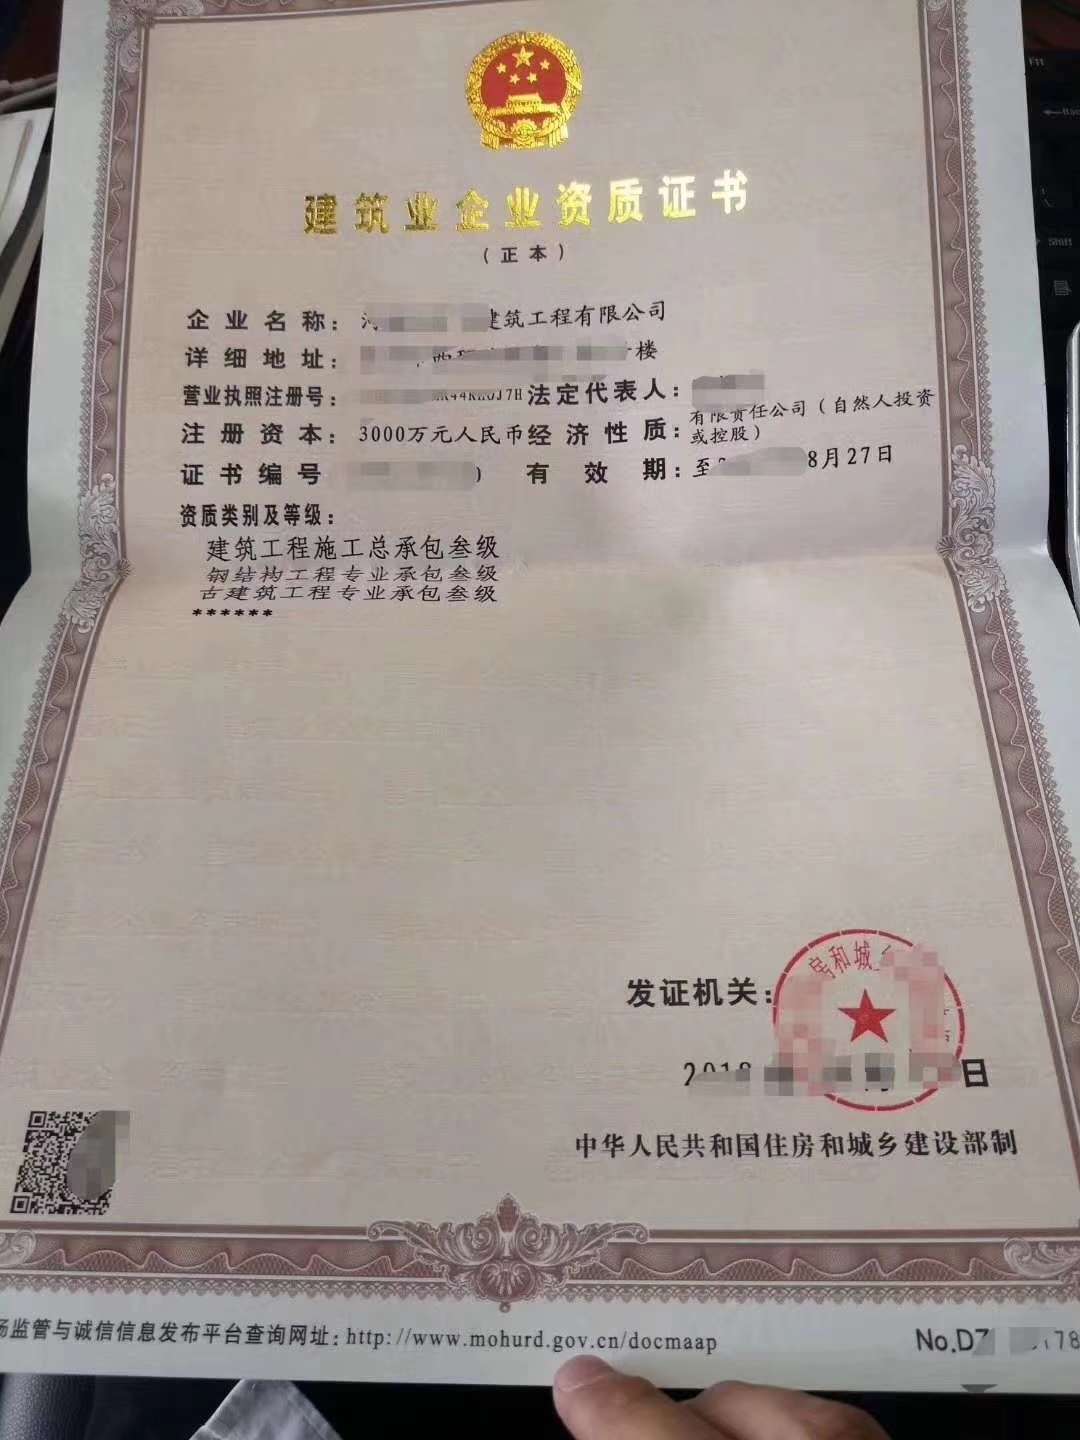 建筑业企业资质证书
（正本）
企业名称： 建筑工程有限公司
详细地址： 楼
营业执照注册号： J7H 法定代表人：
注册资本：3000万元人民币 经济性质：有限责任公司（自然人投资
或控股）
证书编号 有效期：至 8月27日
资质类别及等级：
建筑工程施工总承包叁级
钢结构工程专业承包叁级
古建筑工程专业承包叁级
******
房和城
发证机关：
日
中华人民共和国住房和城乡建设部制
监管与诚信信息发布平台查询网址：http://www.mohurd.gov.cn/docmaap
No.DZ 178
F11
Shift